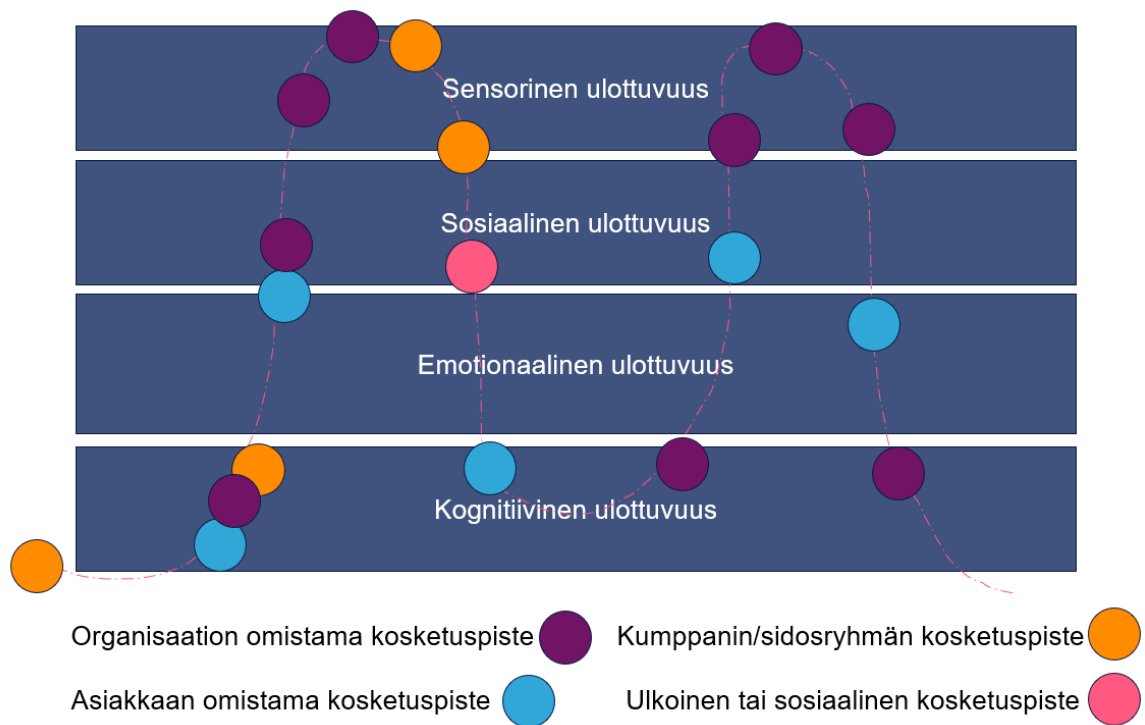 Sensorinen ulottuvuus
Sosiaalinen ulottuvuus
Emotionaalinen ulottuvuus
Kognitiivinen ulottuvuus
Organisaation omistama kosketuspiste
Kumppanin/sidosryhmän kosketuspiste
Asiakkaan omistama kosketuspiste
Ulkoinen tai sosiaalinen kosketuspiste